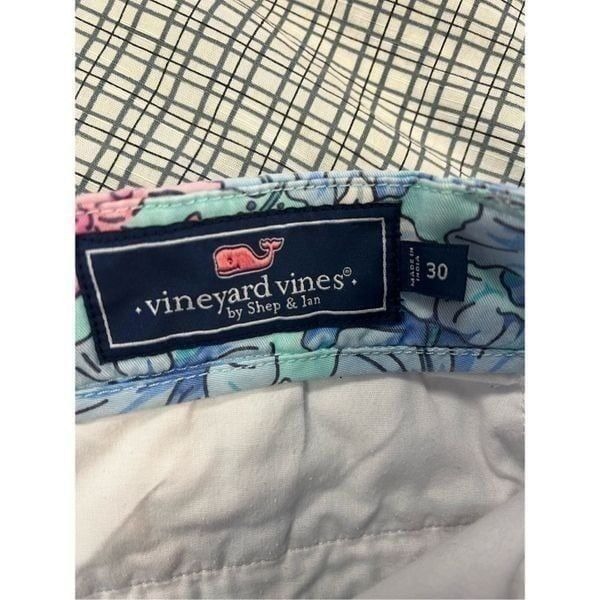 · vineyard vines® ·
by Shep & Ian
MADE IN
INDIA
30